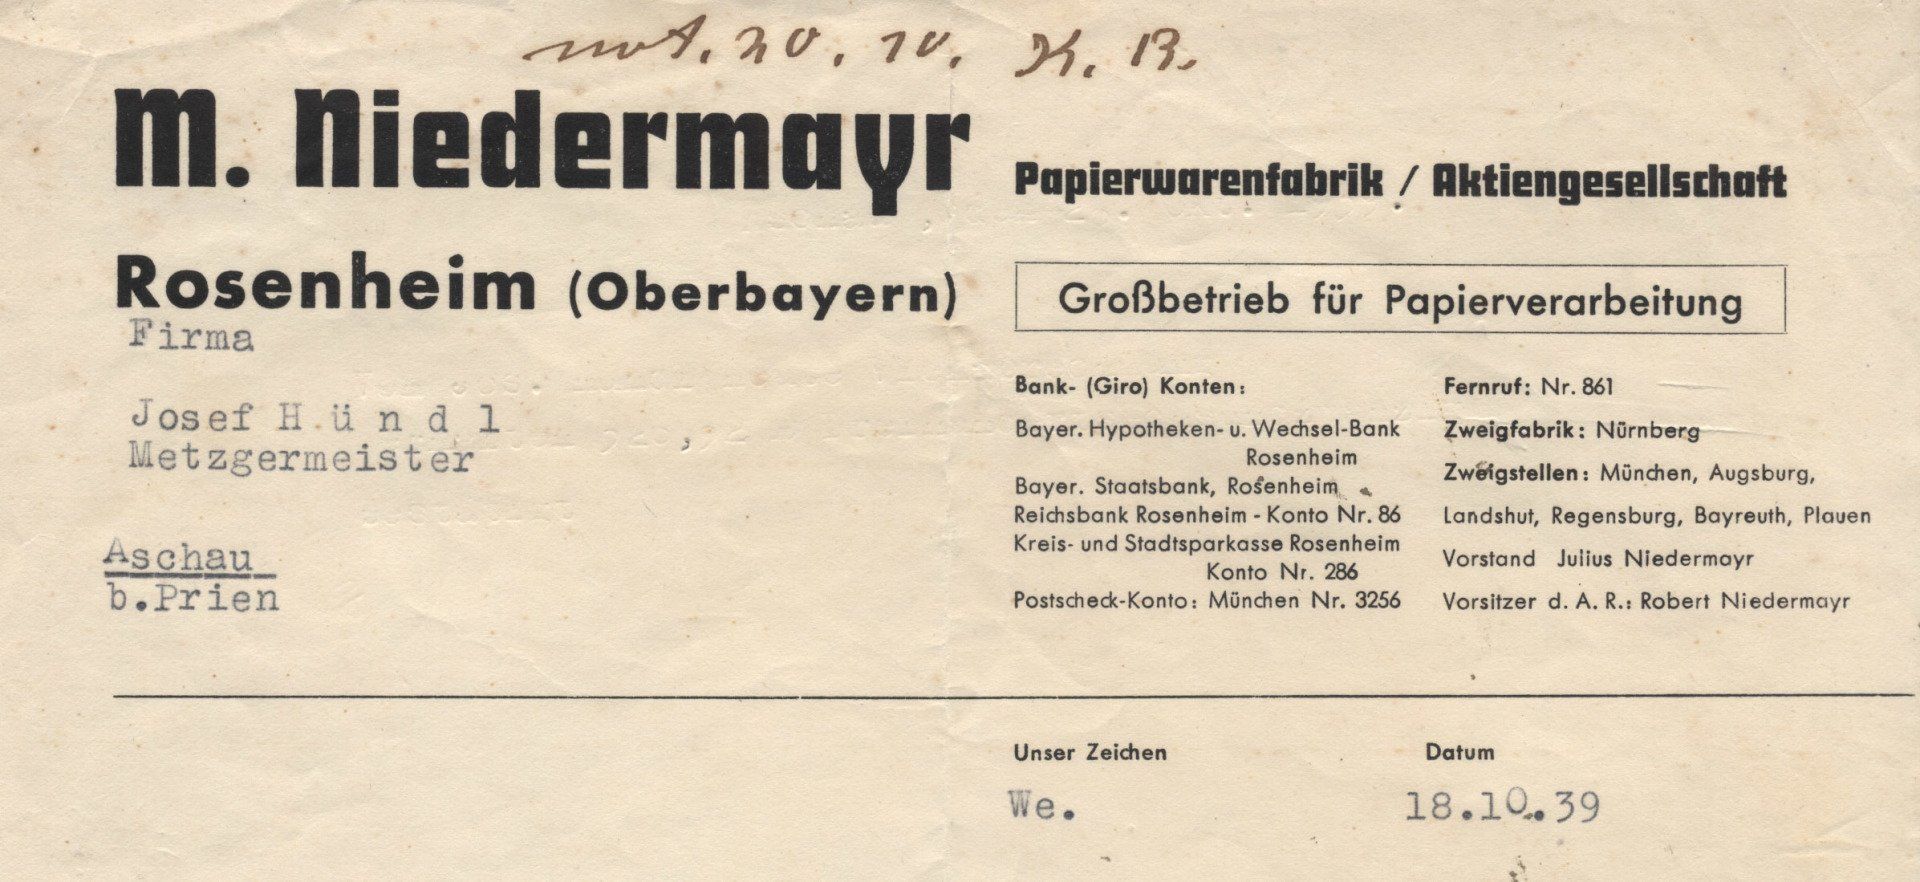 not. 20. 10. K. B.
M. Niedermayr
Papierwarenfabrik / Aktiengesellschaft
Rosenheim (Oberbayern)
Großbetrieb für Papierverarbeitung
Firma
Josef H ü n d l
Metzgermeister
Aschau
b.Prien
Bank- (Giro) Konten:
Bayer. Hypotheken- u. Wechsel-Bank
Rosenheim
Bayer. Staatsbank, Rosenheim
Reichsbank Rosenheim - Konto Nr. 86
Kreis- und Stadtsparkasse Rosenheim
Konto Nr. 286
Postscheck-Konto: München Nr. 3256
Fernruf: Nr. 861
Zweigfabrik: Nürnberg
Zweigstellen: München, Augsburg,
Landshut, Regensburg, Bayreuth, Plauen
Vorstand Julius Niedermayr
Vorsitzer d. A. R.: Robert Niedermayr
Unser Zeichen
We.
Datum
18.10.39